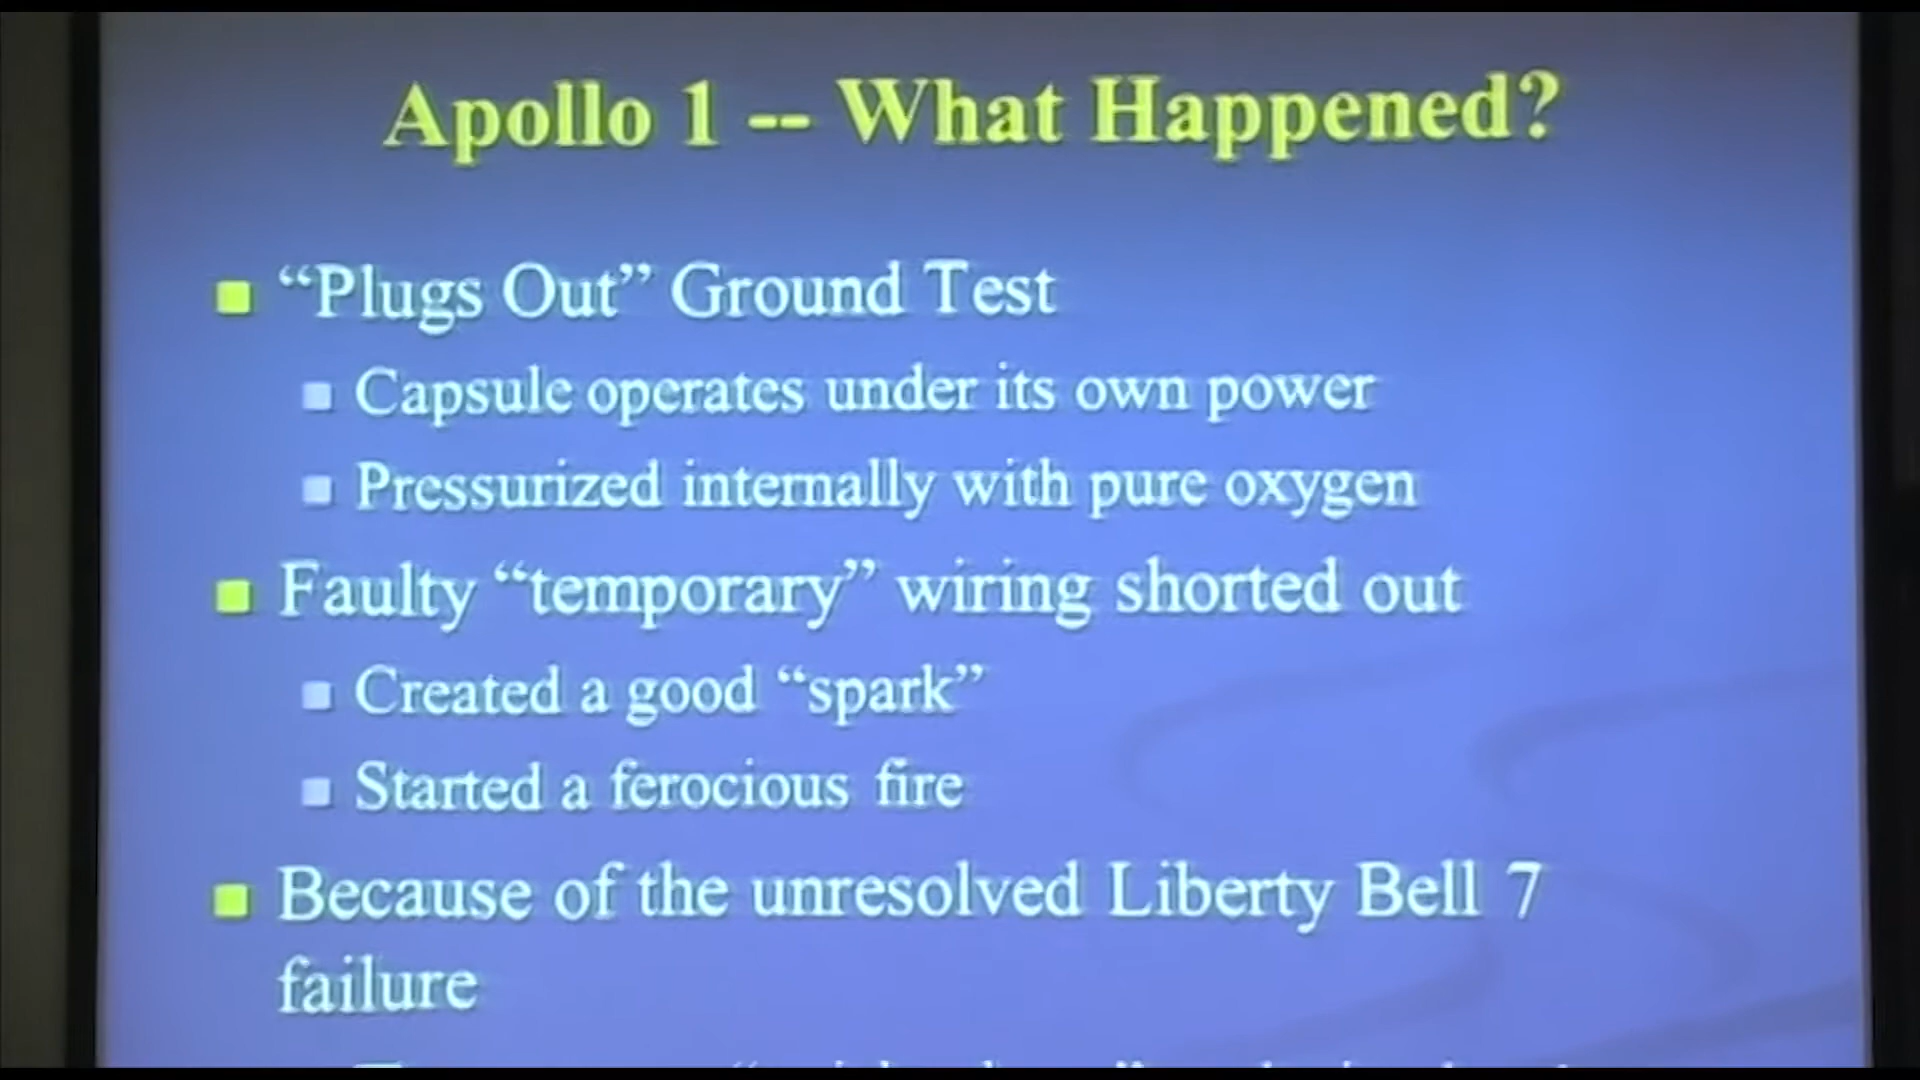 Apollo 1 -- What Happened?
“Plugs Out” Ground Test
Capsule operates under its own power
Pressurized internally with pure oxygen
Faulty “temporary” wiring shorted out
Created a good “spark”
Started a ferocious fire
Because of the unresolved Liberty Bell 7
failure